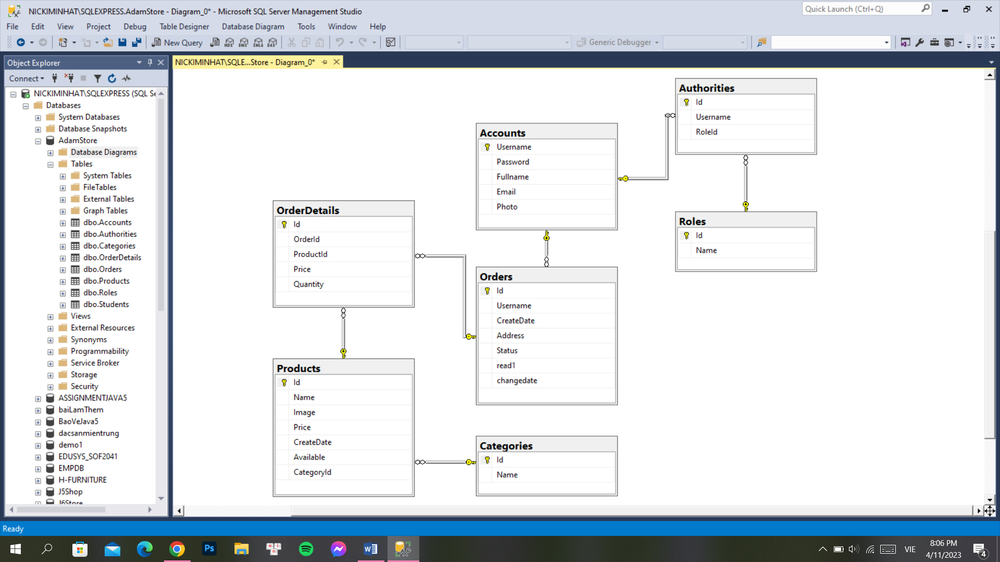 NICKIMINHAT\SQLEXPRESS.AdamStore - Diagram_0* - Microsoft SQL Server Management Studio
Quick Launch (Ctrl+Q)
File Edit View Project Debug Table Designer Database Diagram Tools Window Help
New Query MDX DMX XMLA DAX Generic Debugger
Object Explorer
Connect
NICKIMINHAT\SQLEXPRESS (SQL Se
Databases
System Databases
Database Snapshots
AdamStore
Database Diagrams
Tables
System Tables
FileTables
External Tables
Graph Tables
dbo.Accounts
dbo.Authorities
dbo.Categories
dbo.OrderDetails
dbo.Orders
dbo.Products
dbo.Roles
dbo.Students
Views
External Resources
Synonyms
Programmability
Service Broker
Storage
Security
ASSIGNMENTJAVA5
baiLamThem
BaoVeJava5
dacsanmientrung
demo1
EDUSYS_SOF2041
EMPDB
H-FURNITURE
J5Shop
J6Store
NICKIMINHAT\SQLE...Store - Diagram_0*
Authorities
Id
Username
RoleId
Accounts
Username
Password
Fullname
Email
Photo
OrderDetails
Id
OrderId
ProductId
Price
Quantity
Roles
Id
Name
Orders
Id
Username
CreateDate
Address
Status
read1
changedate
Products
Id
Name
Image
Price
CreateDate
Available
CategoryId
Categories
Id
Name
Ready
Ps
VIE
8:06 PM
4/11/2023
4